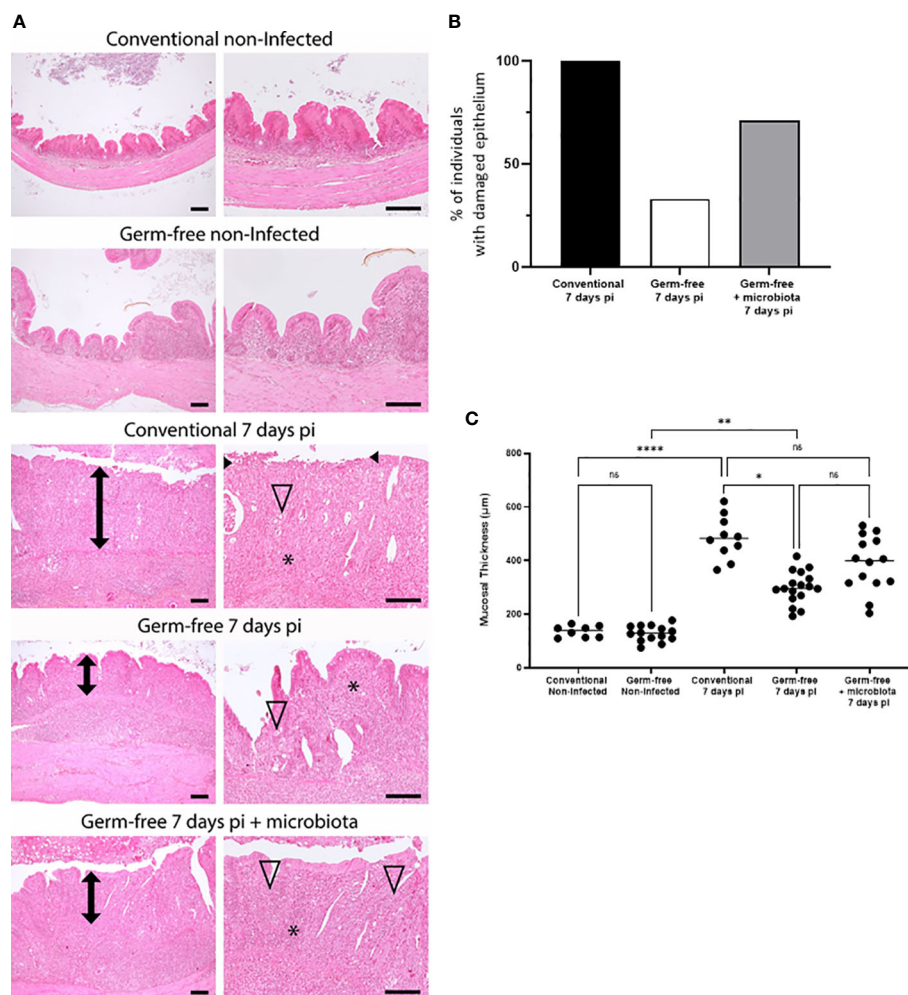 A
Conventional non-Infected
Germ-free non-Infected
Conventional 7 days pi
*
Germ-free 7 days pi
*
Germ-free 7 days pi + microbiota
*
B
% of individuals
with damaged epithelium
100
50
0
Conventional
7 days pi
Germ-free
7 days pi
Germ-free
+ microbiota
7 days pi
C
**
**** ns
ns * ns
Mucosal Thickness (µm)
800
600
400
200
0
Conventional
Non-Infected
Germ-free
Non-Infected
Conventional
7 days pi
Germ-free
7 days pi
Germ-free
+ microbiota
7 days pi